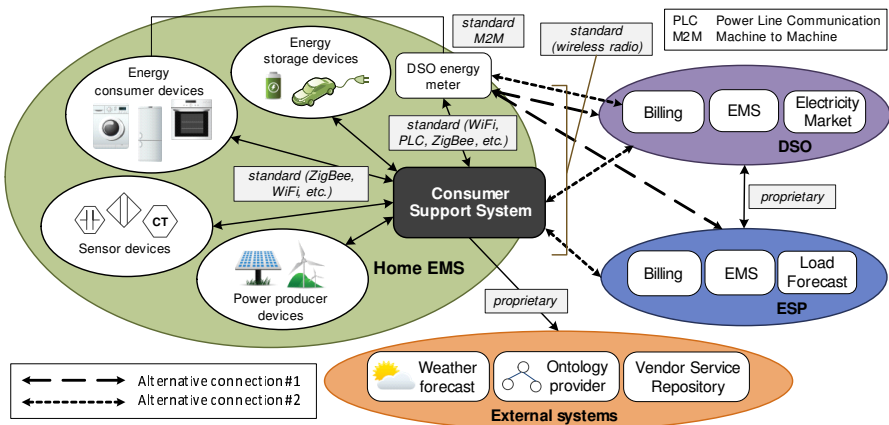 standard
M2M
standard
(wireless radio)
PLC Power Line Communication
M2M Machine to Machine
Energy
storage devices
Energy
consumer devices
DSO energy
meter
Billing
EMS
Electricity
Market
DSO
standard (WiFi,
PLC, ZigBee, etc.)
standard (ZigBee,
WiFi, etc.)
Consumer
Support System
proprietary
CT
Sensor devices
Home EMS
Power producer
devices
Billing
EMS
Load
Forecast
ESP
proprietary
Alternative connection #1
Alternative connection #2
Weather
forecast
Ontology
provider
Vendor Service
Repository
External systems